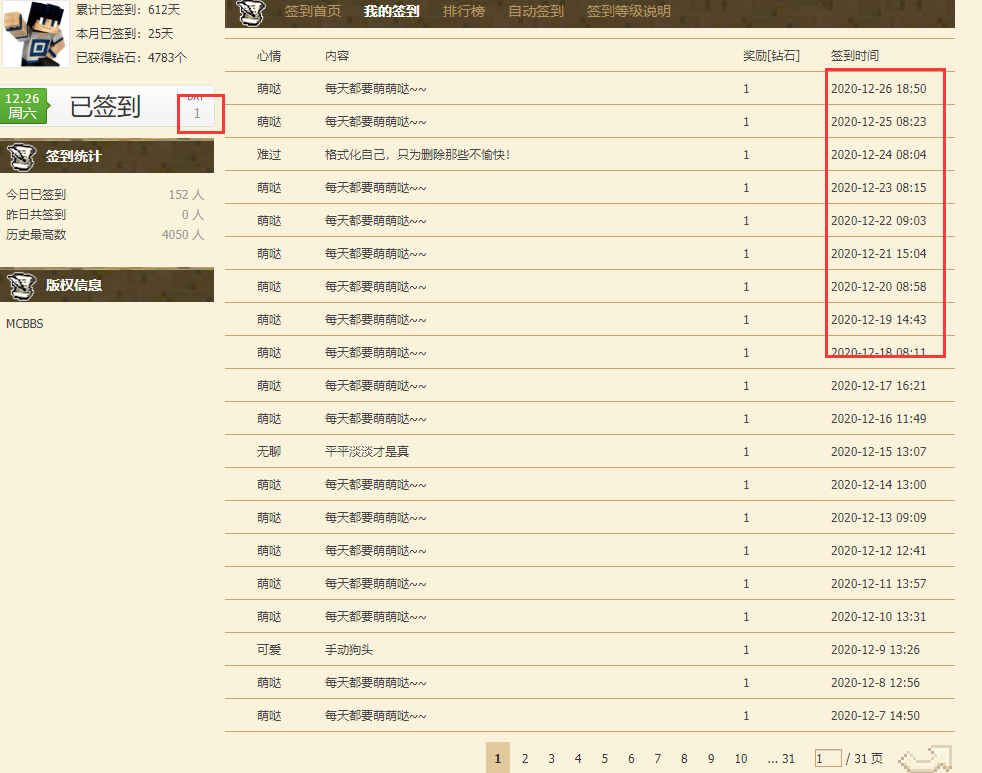 累计已签到：612天
本月已签到：25天
已获得钻石：4783个
12.26
周六
已签到
DAY
1
签到统计
今日已签到 152 人
昨日共签到 0 人
历史最高数 4050 人
版权信息
MCBBS
签到首页 我的签到 排行榜 自动签到 签到等级说明
心情 内容 奖励[钻石] 签到时间
萌哒 每天都要萌萌哒~~ 1 2020-12-26 18:50
萌哒 每天都要萌萌哒~~ 1 2020-12-25 08:23
难过 格式化自己，只为删除那些不愉快! 1 2020-12-24 08:04
萌哒 每天都要萌萌哒~~ 1 2020-12-23 08:15
萌哒 每天都要萌萌哒~~ 1 2020-12-22 09:03
萌哒 每天都要萌萌哒~~ 1 2020-12-21 15:04
萌哒 每天都要萌萌哒~~ 1 2020-12-20 08:58
萌哒 每天都要萌萌哒~~ 1 2020-12-19 14:43
萌哒 每天都要萌萌哒~~ 1 2020-12-18 08:11
萌哒 每天都要萌萌哒~~ 1 2020-12-17 16:21
萌哒 每天都要萌萌哒~~ 1 2020-12-16 11:49
无聊 平平淡淡才是真 1 2020-12-15 13:07
萌哒 每天都要萌萌哒~~ 1 2020-12-14 13:00
萌哒 每天都要萌萌哒~~ 1 2020-12-13 09:09
萌哒 每天都要萌萌哒~~ 1 2020-12-12 12:41
萌哒 每天都要萌萌哒~~ 1 2020-12-11 13:57
萌哒 每天都要萌萌哒~~ 1 2020-12-10 13:31
可爱 手动狗头 1 2020-12-9 13:26
萌哒 每天都要萌萌哒~~ 1 2020-12-8 12:56
萌哒 每天都要萌萌哒~~ 1 2020-12-7 14:50
1 2 3 4 5 6 7 8 9 10 ... 31 1 / 31 页